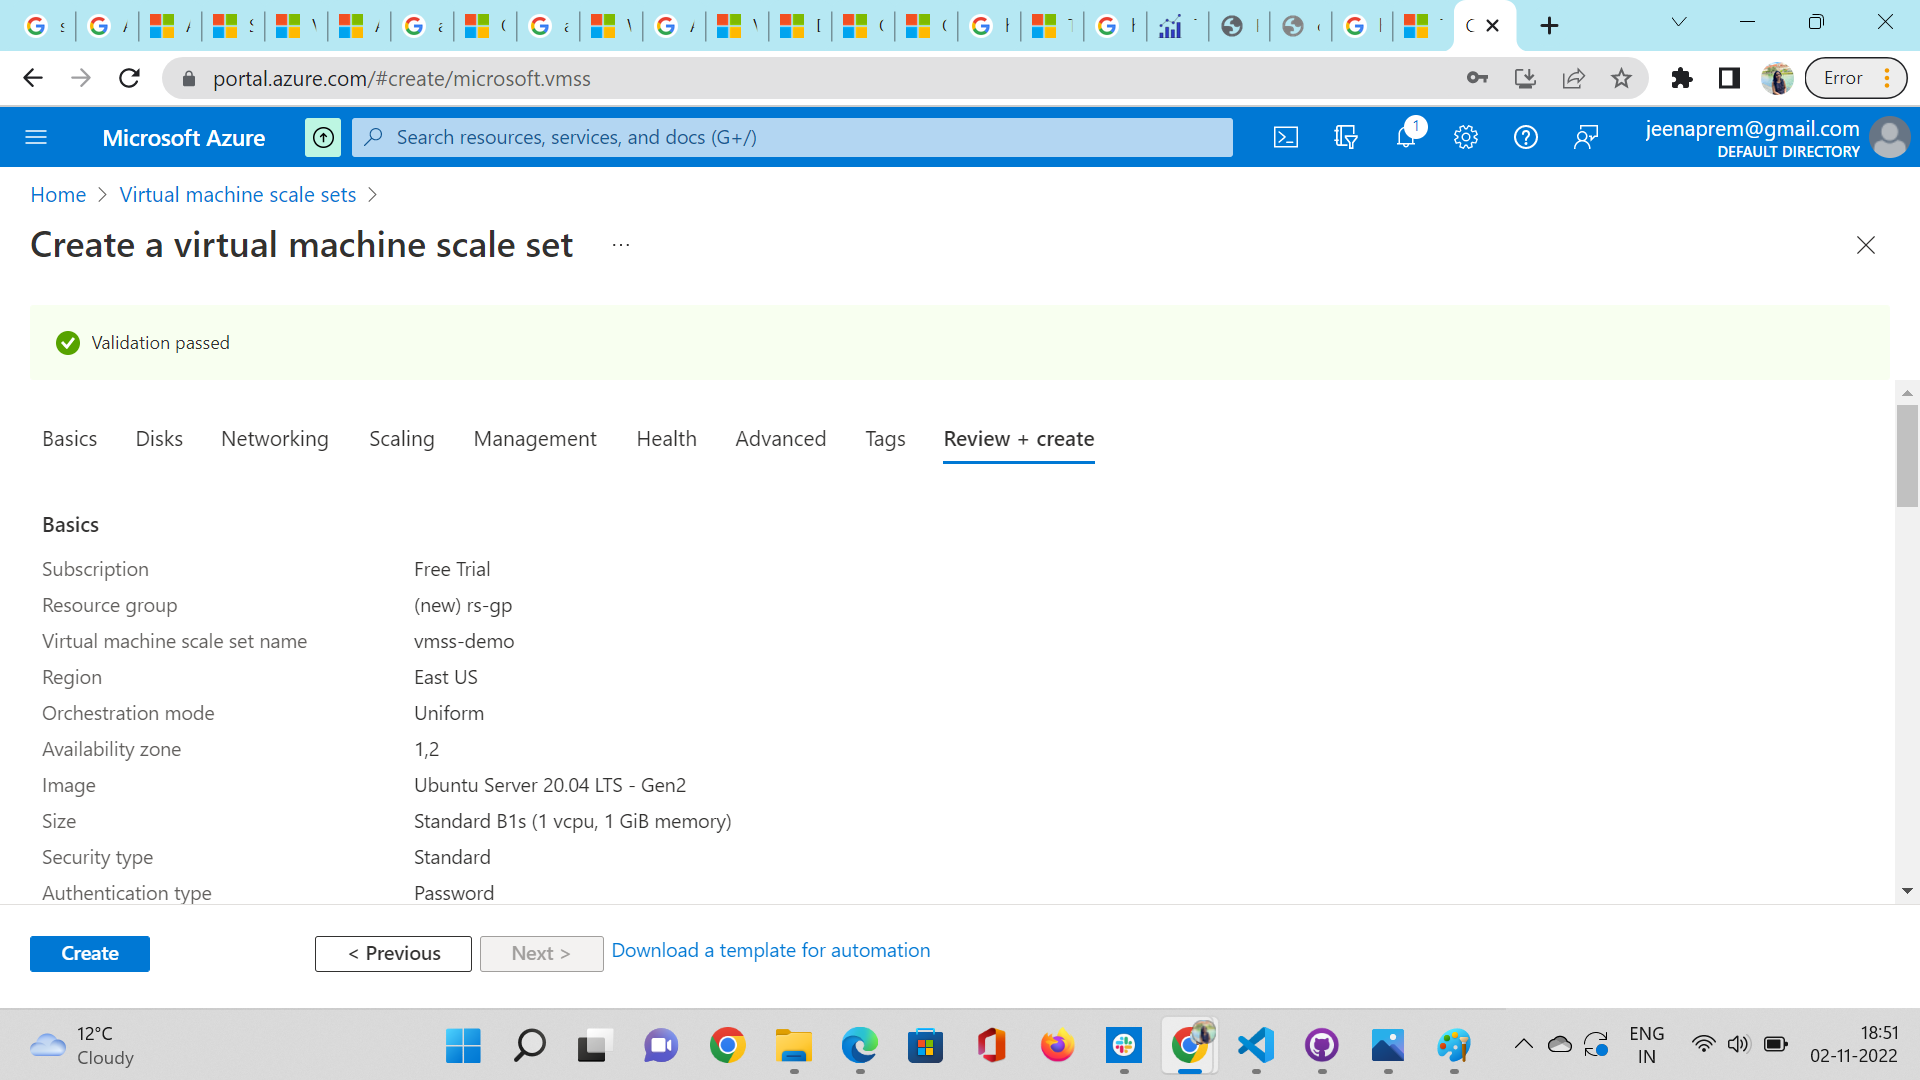 portal.azure.com/#create/microsoft.vmss
Error
Microsoft Azure
Search resources, services, and docs (G+/)
1
jeenaprem@gmail.com
DEFAULT DIRECTORY
Home
Virtual machine scale sets
Create a virtual machine scale set
...
Validation passed
Basics
Disks
Networking
Scaling
Management
Health
Advanced
Tags
Review + create
Basics
Subscription Free Trial
Resource group (new) rs-gp
Virtual machine scale set name vmss-demo
Region East US
Orchestration mode Uniform
Availability zone 1,2
Image Ubuntu Server 20.04 LTS - Gen2
Size Standard B1s (1 vcpu, 1 GiB memory)
Security type Standard
Authentication type Password
Create
< Previous
Next >
Download a template for automation
12°C
Cloudy
ENG
IN
18:51
02-11-2022